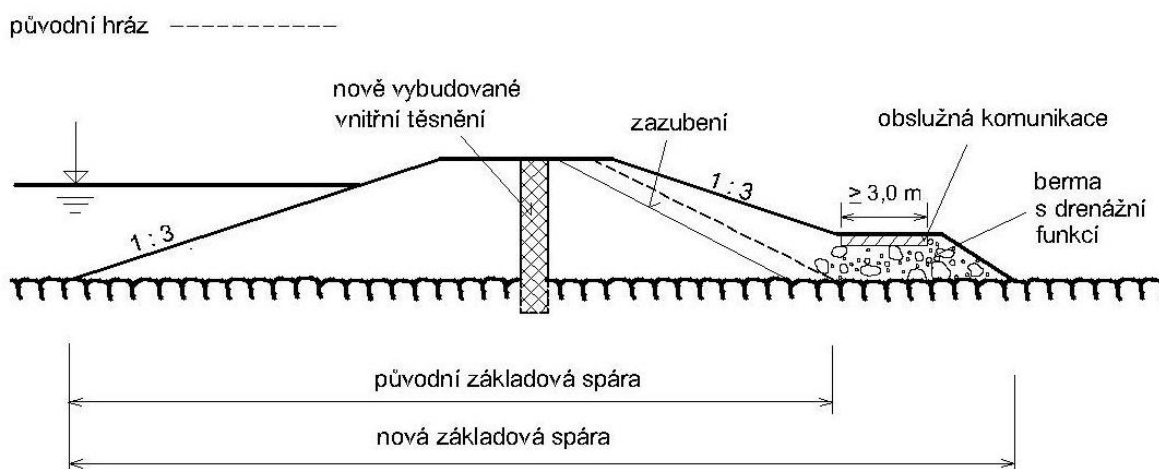 původní hráz
nově vybudované
vnitřní těsnění
zazubení
obslužná komunikace
1 : 3
≥ 3,0 m
berma
s drenážní
funkcí
1 : 3
původní základová spára
nová základová spára